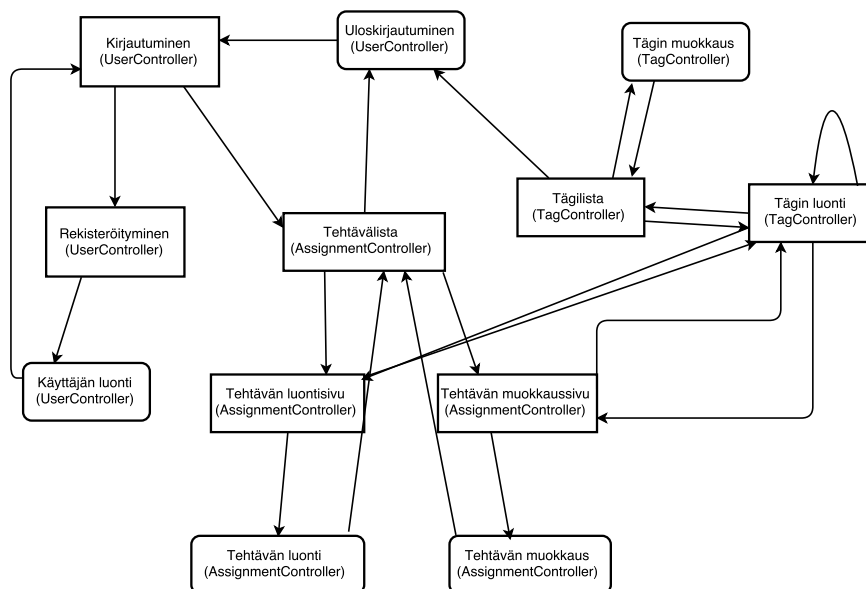 Kirjautuminen
(UserController)
Uloskirjautuminen
(UserController)
Tägin muokkaus
(TagController)
Rekisteröityminen
(UserController)
Tehtävälista
(AssignmentController)
Tägilista
(TagController)
Tägin luonti
(TagController)
Käyttäjän luonti
(UserController)
Tehtävän luontisivu
(AssignmentController)
Tehtävän muokkaussivu
(AssignmentController)
Tehtävän luonti
(AssignmentController)
Tehtävän muokkaus
(AssignmentController)